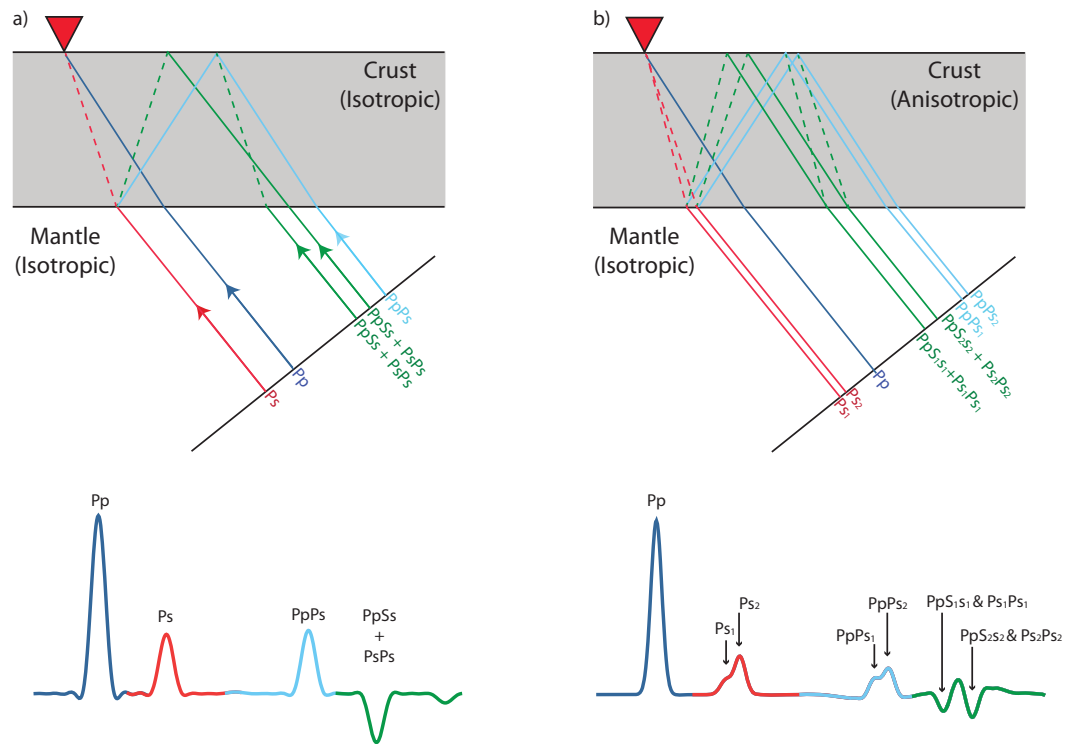 a)
Crust
(Isotropic)
Mantle
(Isotropic)
PpPs
PpSs + PsPs
PpSs + PsPs
Pp
Ps
Pp
Ps
PpPs
PpSs
+
PsPs
b)
Crust
(Anisotropic)
Mantle
(Isotropic)
PpPs₂
PpPs₁
PpS₂s₂ + Ps₂Ps₂
PpS₁s₁+Ps₁Ps₁
Pp
Ps₂
Ps₁
Pp
Ps₁
Ps₂
PpPs₁
PpPs₂
PpS₁s₁ & Ps₁Ps₁
PpS₂s₂ & Ps₂Ps₂